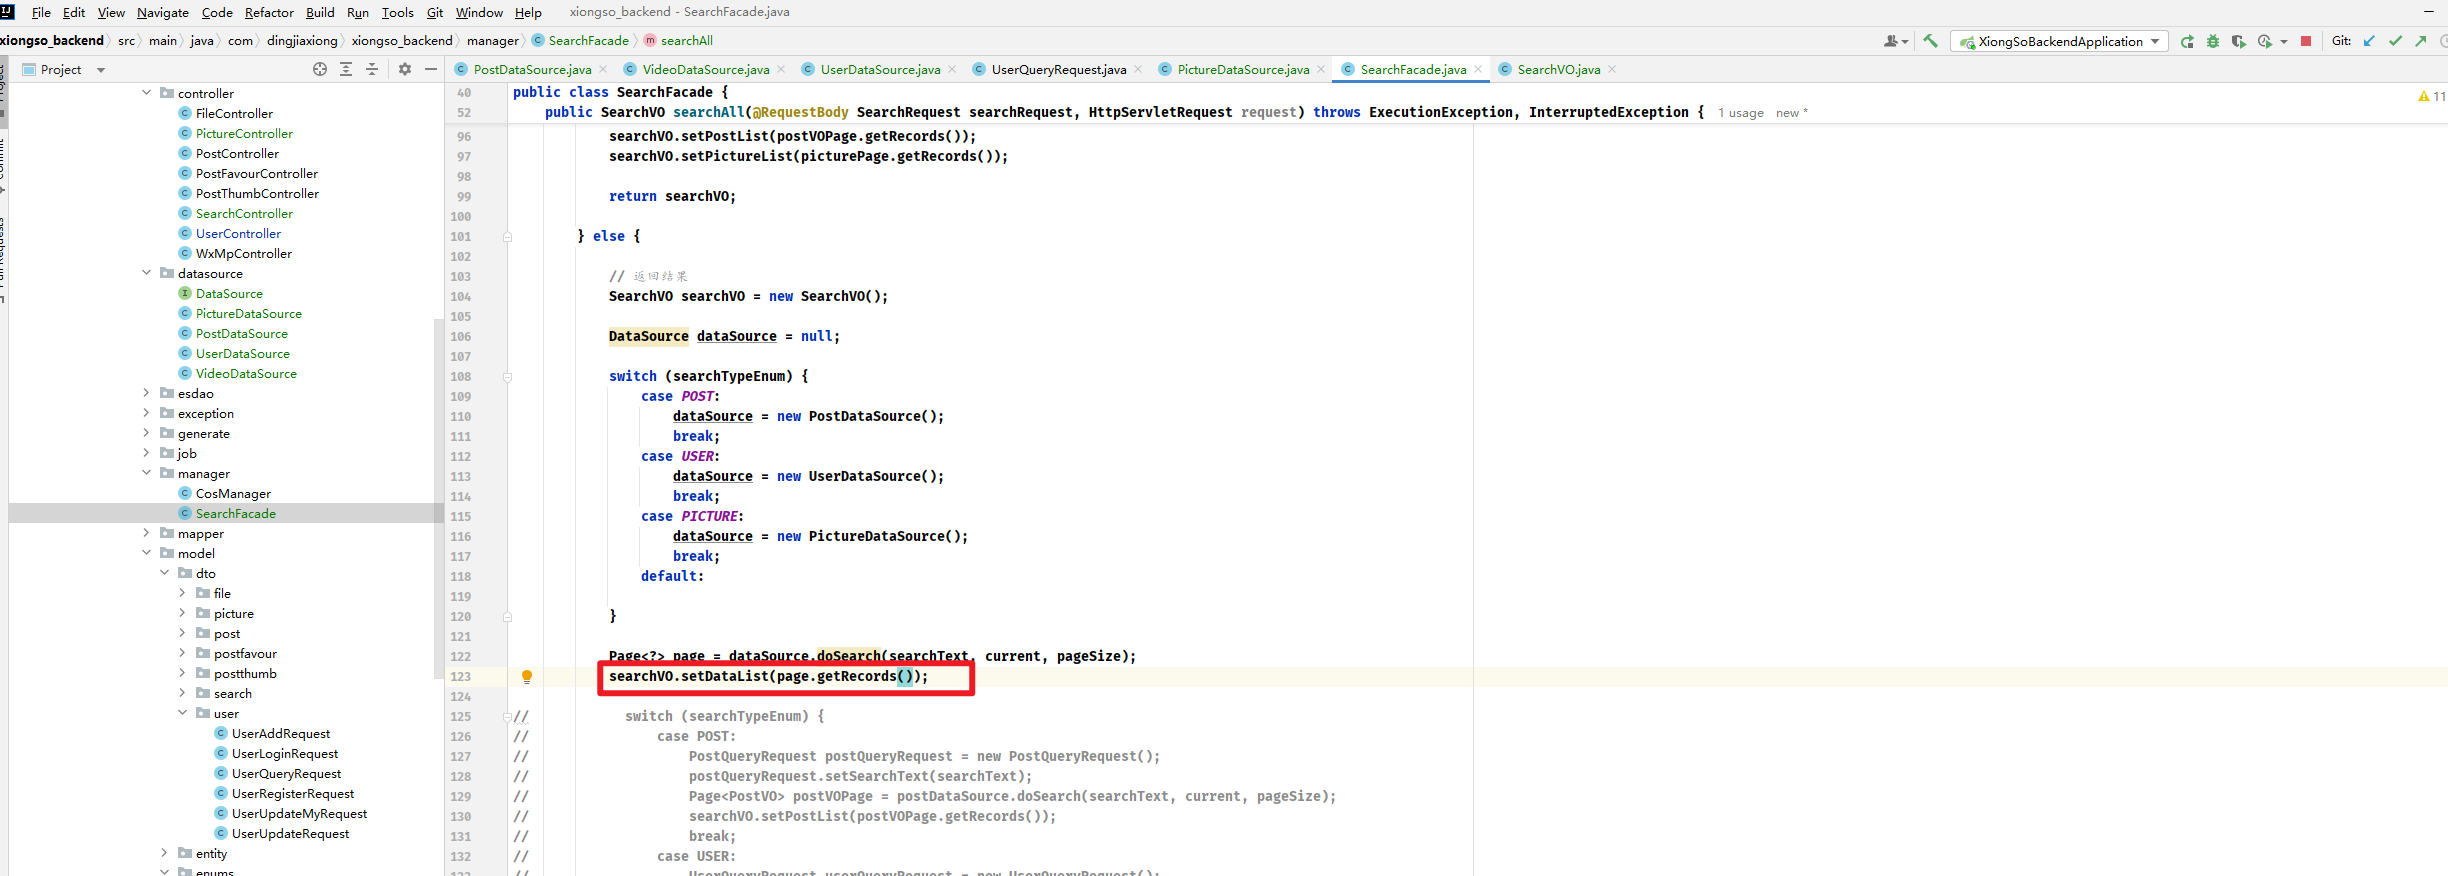 File Edit View Navigate Code Refactor Build Run Tools Git Window Help xiongso_backend - SearchFacade.java
xiongso_backend src main java com dingjiaxiong xiongso_backend manager SearchFacade searchAll XiongSoBackendApplication Git:
Project
PostDataSource.java VideoDataSource.java UserDataSource.java UserQueryRequest.java PictureDataSource.java SearchFacade.java SearchVO.java
controller
FileController
PictureController
PostController
PostFavourController
PostThumbController
SearchController
UserController
WxMpController
datasource
DataSource
PictureDataSource
PostDataSource
UserDataSource
VideoDataSource
esdao
exception
generate
job
manager
CosManager
SearchFacade
mapper
model
dto
file
picture
post
postfavour
postthumb
search
user
UserAddRequest
UserLoginRequest
UserQueryRequest
UserRegisterRequest
UserUpdateMyRequest
UserUpdateRequest
entity
enums
40 public class SearchFacade {
11
52 public SearchVO searchAll(@RequestBody SearchRequest searchRequest, HttpServletRequest request) throws ExecutionException, InterruptedException { 1 usage new *
96 searchVO.setPostList(postVOPage.getRecords());
97 searchVO.setPictureList(picturePage.getRecords());
98
99 return searchVO;
100
101 } else {
102
103 // 返回结果
104 SearchVO searchVO = new SearchVO();
105
106 DataSource dataSource = null;
107
108 switch (searchTypeEnum) {
109 case POST:
110 dataSource = new PostDataSource();
111 break;
112 case USER:
113 dataSource = new UserDataSource();
114 break;
115 case PICTURE:
116 dataSource = new PictureDataSource();
117 break;
118 default:
119
120 }
121
122 Page<?> page = dataSource.doSearch(searchText, current, pageSize);
123 searchVO.setDataList(page.getRecords());
124
125 // switch (searchTypeEnum) {
126 // case POST:
127 // PostQueryRequest postQueryRequest = new PostQueryRequest();
128 // postQueryRequest.setSearchText(searchText);
129 // Page<PostVO> postVOPage = postDataSource.doSearch(searchText, current, pageSize);
130 // searchVO.setPostList(postVOPage.getRecords());
131 // break;
132 // case USER:
// UserQueryRequest userQueryRequest = new UserQueryRequest();